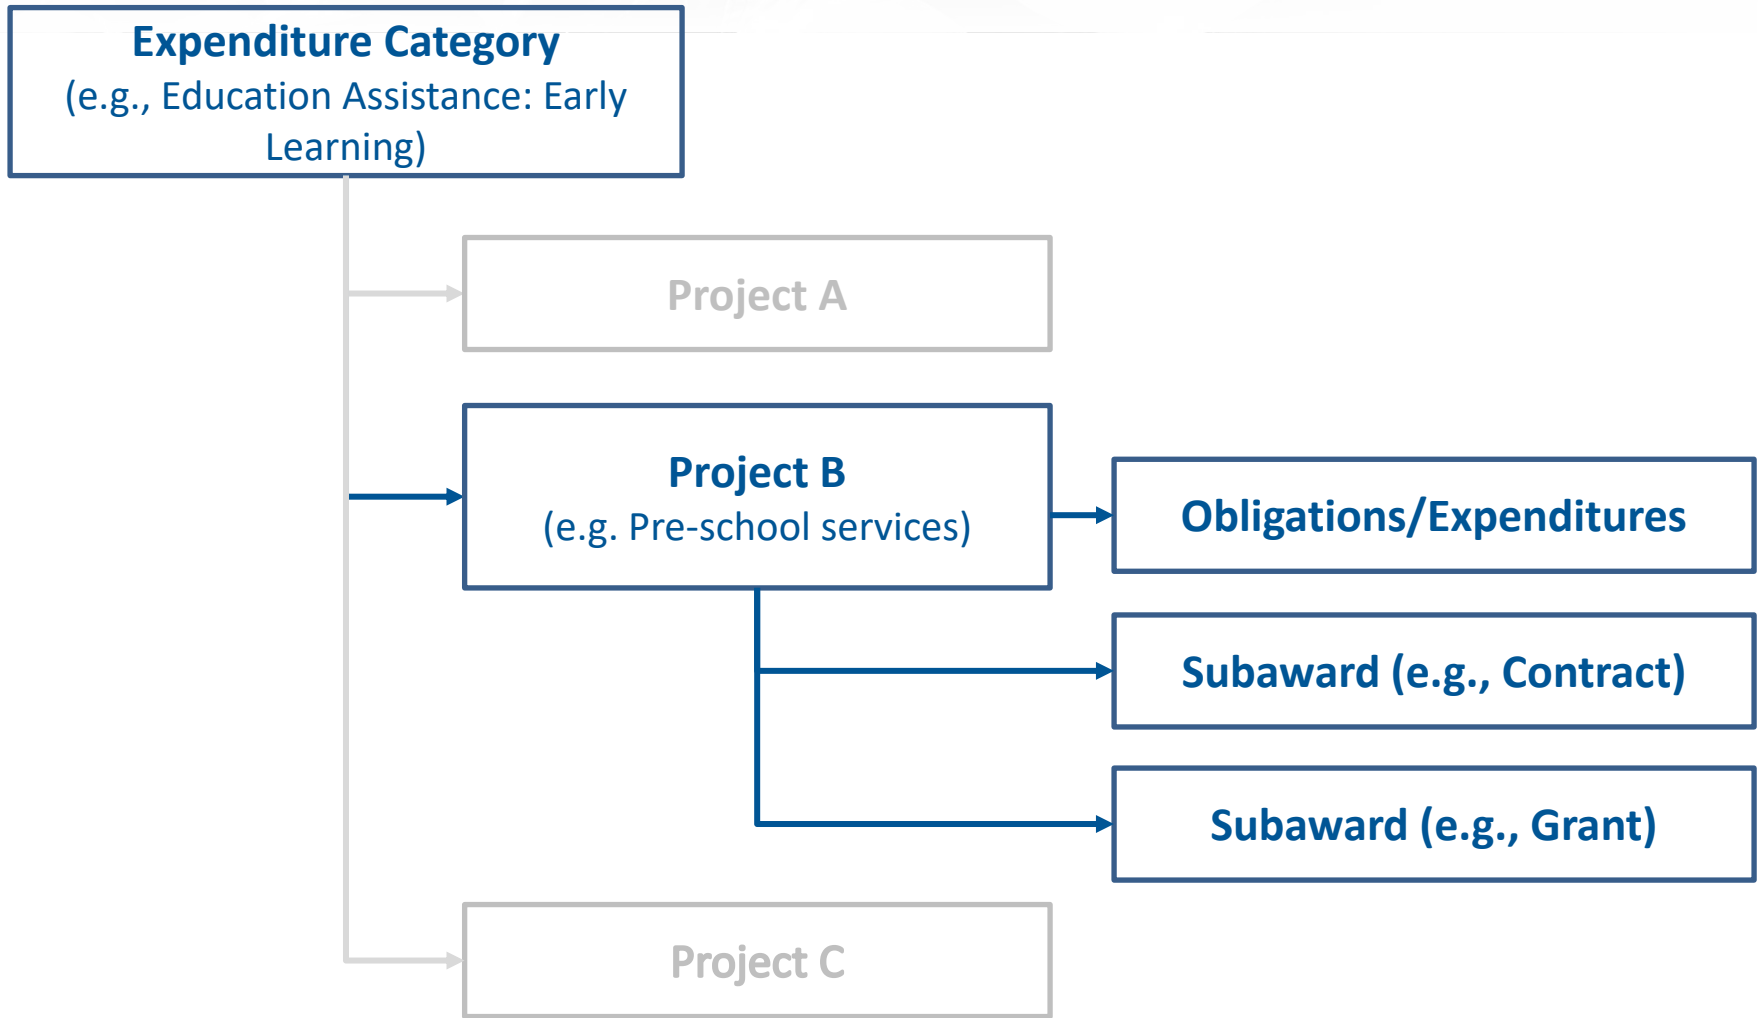 Expenditure Category
(e.g., Education Assistance: Early
Learning)
Project A
Project B
(e.g. Pre-school services)
Obligations/Expenditures
Subaward (e.g., Contract)
Subaward (e.g., Grant)
Project C